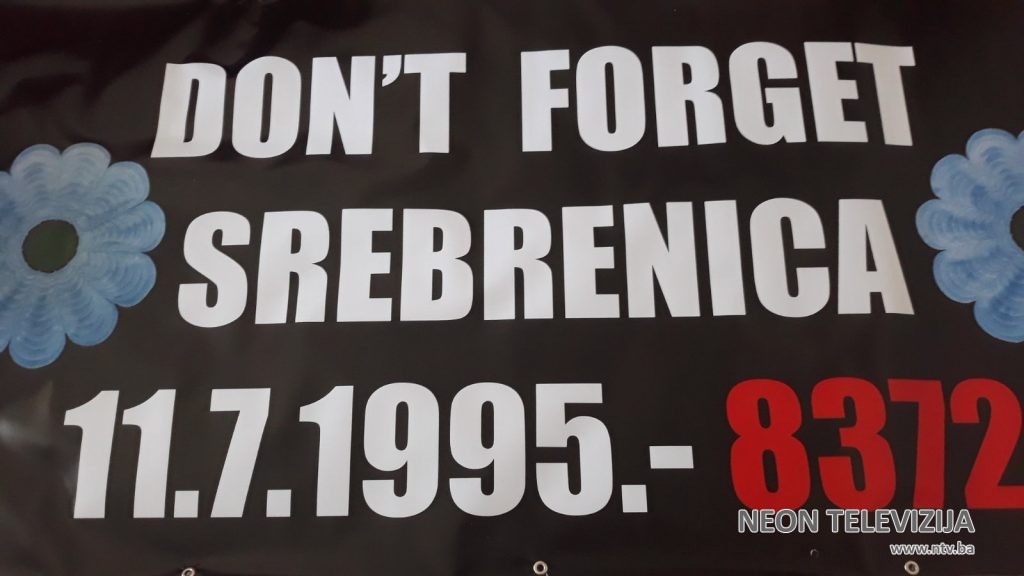 DON'T FORGET
SREBRENICA
11.7.1995.- 8372
NEON TELEVIZIJA
www.ntv.ba